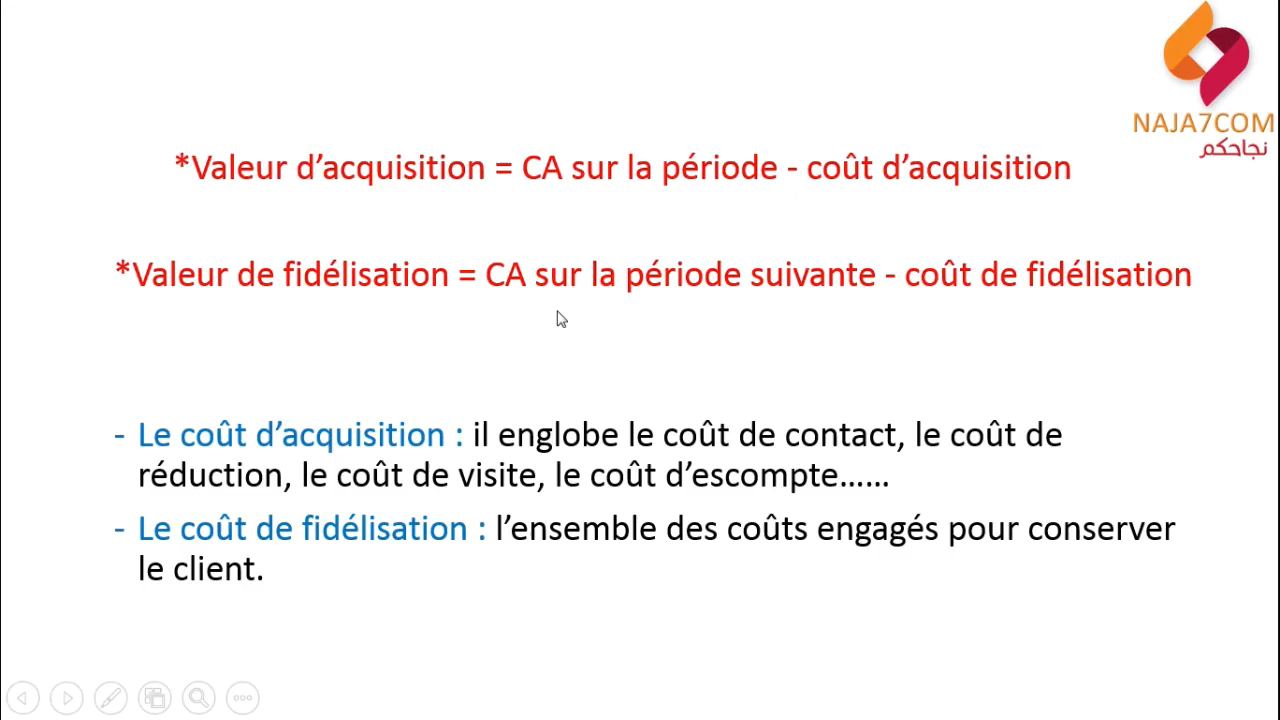 NAJA7COM
نجاحكم
*Valeur d’acquisition = CA sur la période - coût d’acquisition
*Valeur de fidélisation = CA sur la période suivante - coût de fidélisation
- Le coût d’acquisition : il englobe le coût de contact, le coût de
réduction, le coût de visite, le coût d’escompte……
- Le coût de fidélisation : l’ensemble des coûts engagés pour conserver
le client.